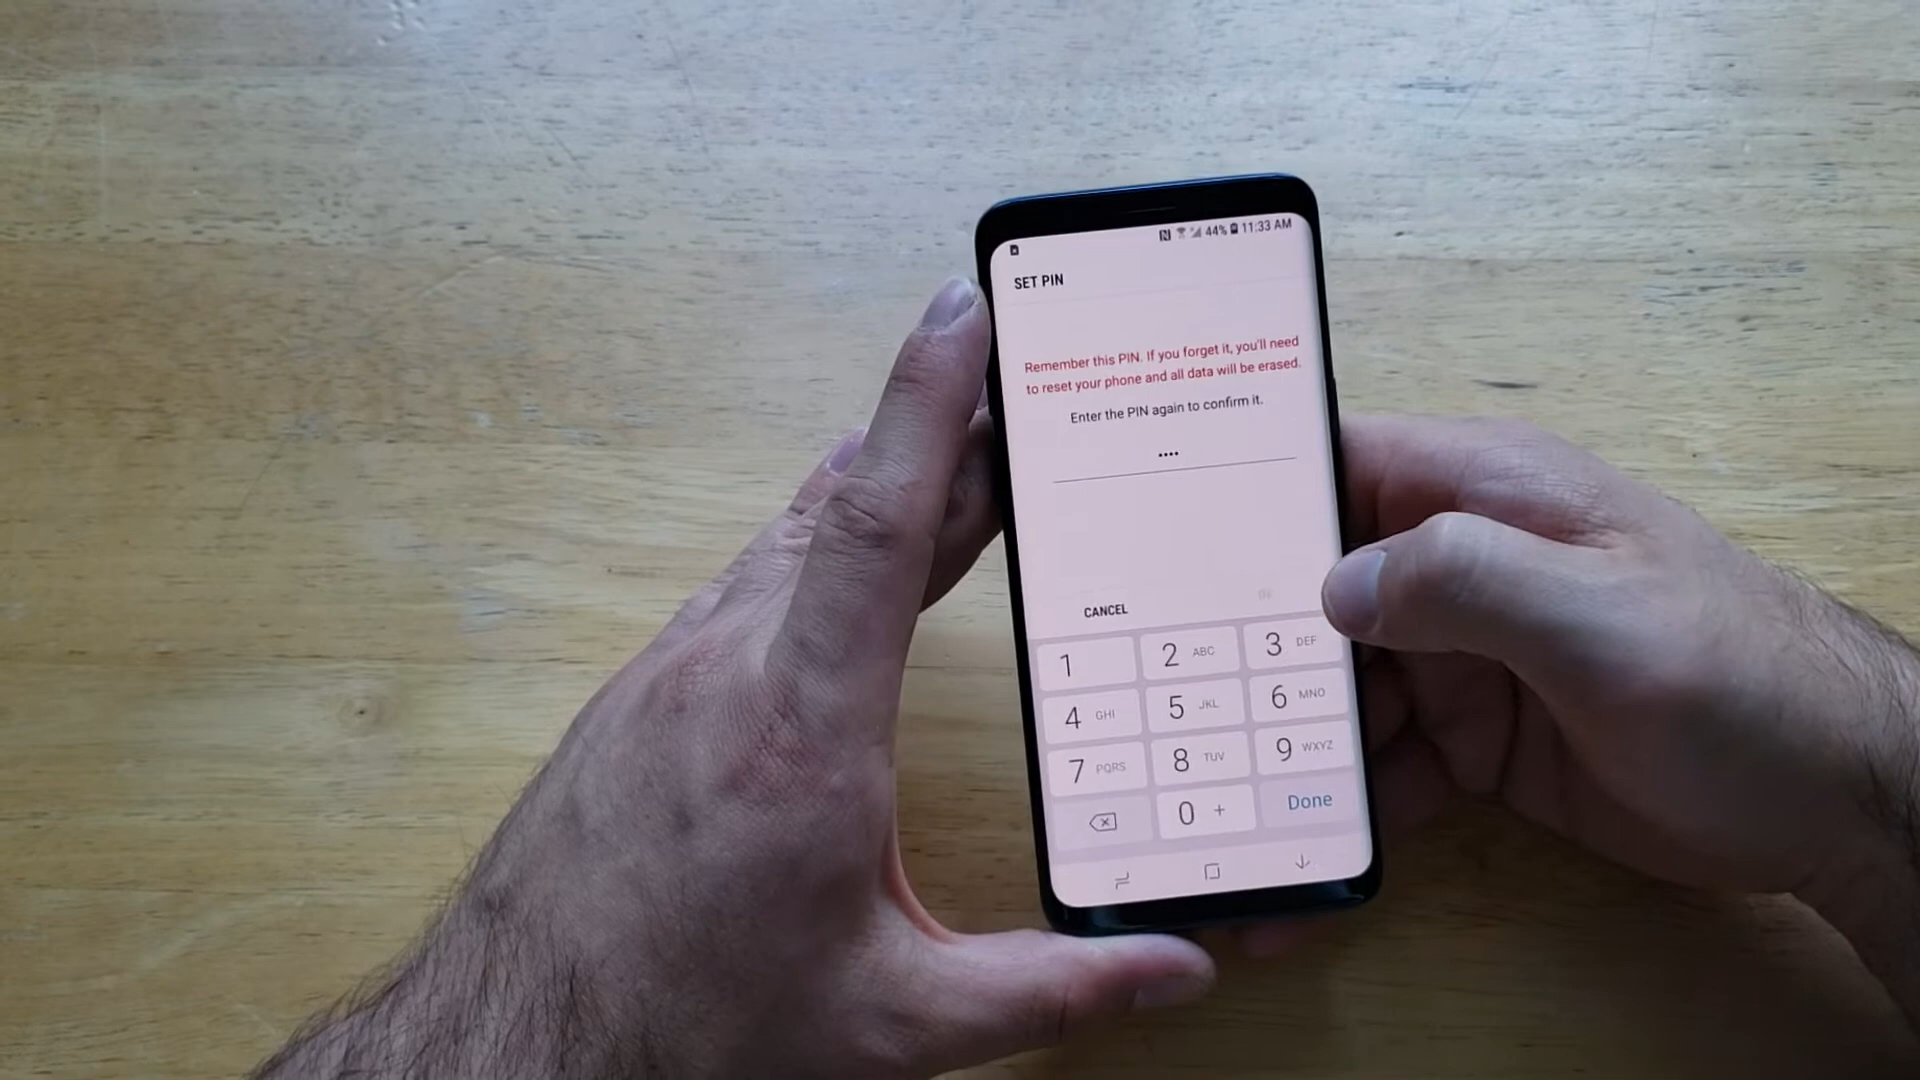 44% 11:33 AM
SET PIN
Remember this PIN. If you forget it, you'll need
to reset your phone and all data will be erased.
Enter the PIN again to confirm it.
••••
CANCEL
1 2 ABC 3 DEF
4 GHI 5 JKL 6 MNO
7 PQRS 8 TUV 9 WXYZ
0 + Done